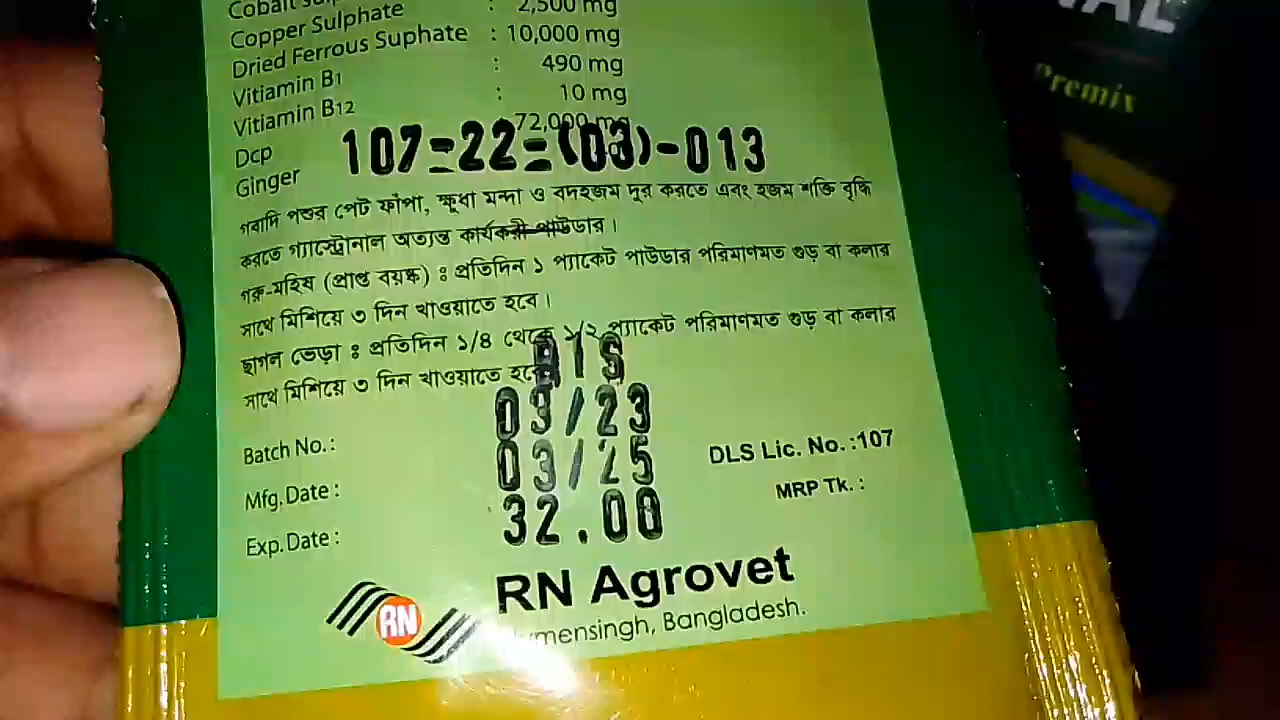 Cobalt
Copper Sulphate : 2,500 mg
Dried Ferrous Suphate : 10,000 mg
Vitiamin B1 : 490 mg
Vitiamin B12 : 10 mg
Dcp 72,000 mg
Ginger
107-22-(03)-013
গবাদি পশুর পেট ফাঁপা, ক্ষুধা মন্দা ও বদহজম দূর করতে এবং হজম শক্তি বৃদ্ধি
করতে গ্যাস্ট্রোনাল অত্যন্ত কার্যকরী পাউডার।
গরু-মহিষ (প্রাপ্ত বয়স্ক) : প্রতিদিন ১ প্যাকেট পাউডার পরিমাণমত গুড় বা কলার
সাথে মিশিয়ে ৩ দিন খাওয়াতে হবে।
ছাগল ভেড়া : প্রতিদিন ১/৪ থেকে ১/২ প্যাকেট পরিমাণমত গুড় বা কলার
সাথে মিশিয়ে ৩ দিন খাওয়াতে হবে
Batch No. :
Mfg. Date : 03/23
Exp. Date : 03/25
32.00
DLS Lic. No. :107
MRP Tk. :
RN
RN Agrovet
mensingh, Bangladesh.
Premix